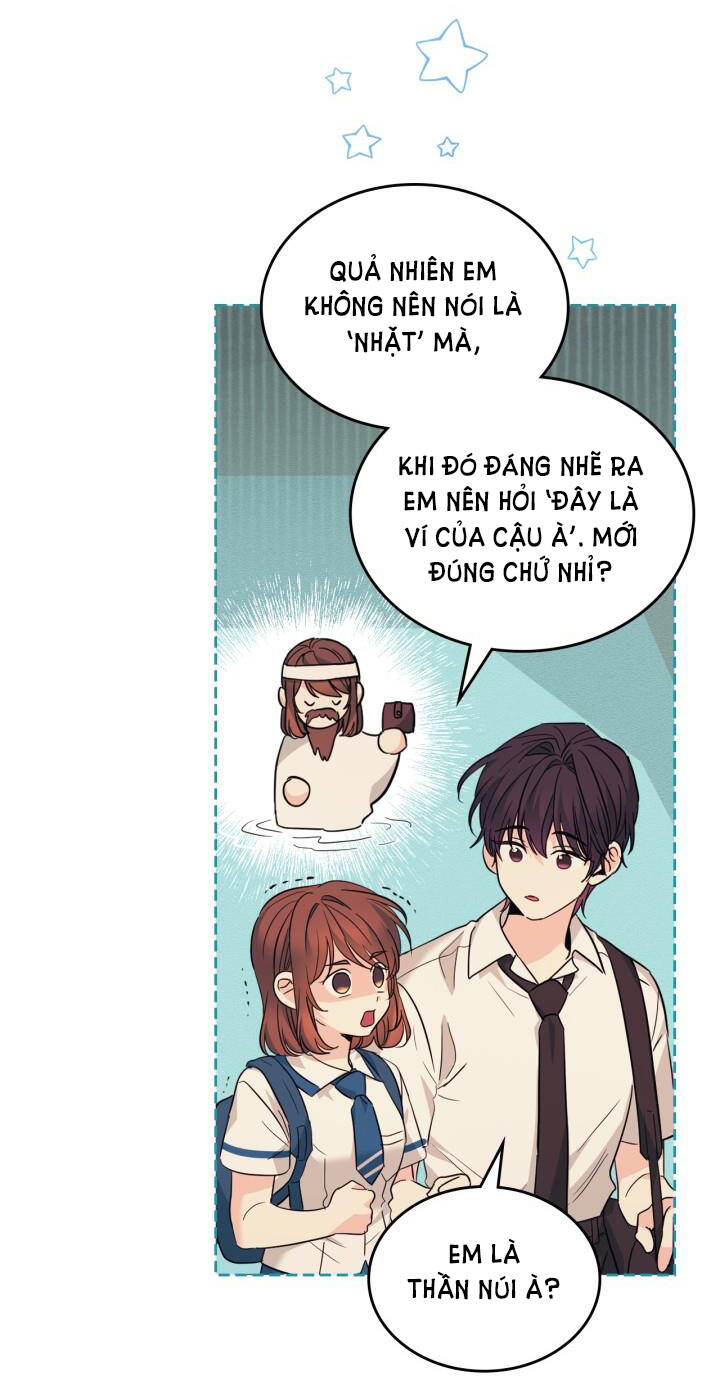 QUẢ NHIÊN EM
KHÔNG NÊN NÓI LÀ
‘NHẶT’ MÀ,
KHI ĐÓ ĐÁNG NHẼ RA
EM NÊN HỎI ‘ĐÂY LÀ
VÍ CỦA CẬU À’. MỚI
ĐÚNG CHỨ NHỈ?
EM LÀ
THẦN NÚI À?